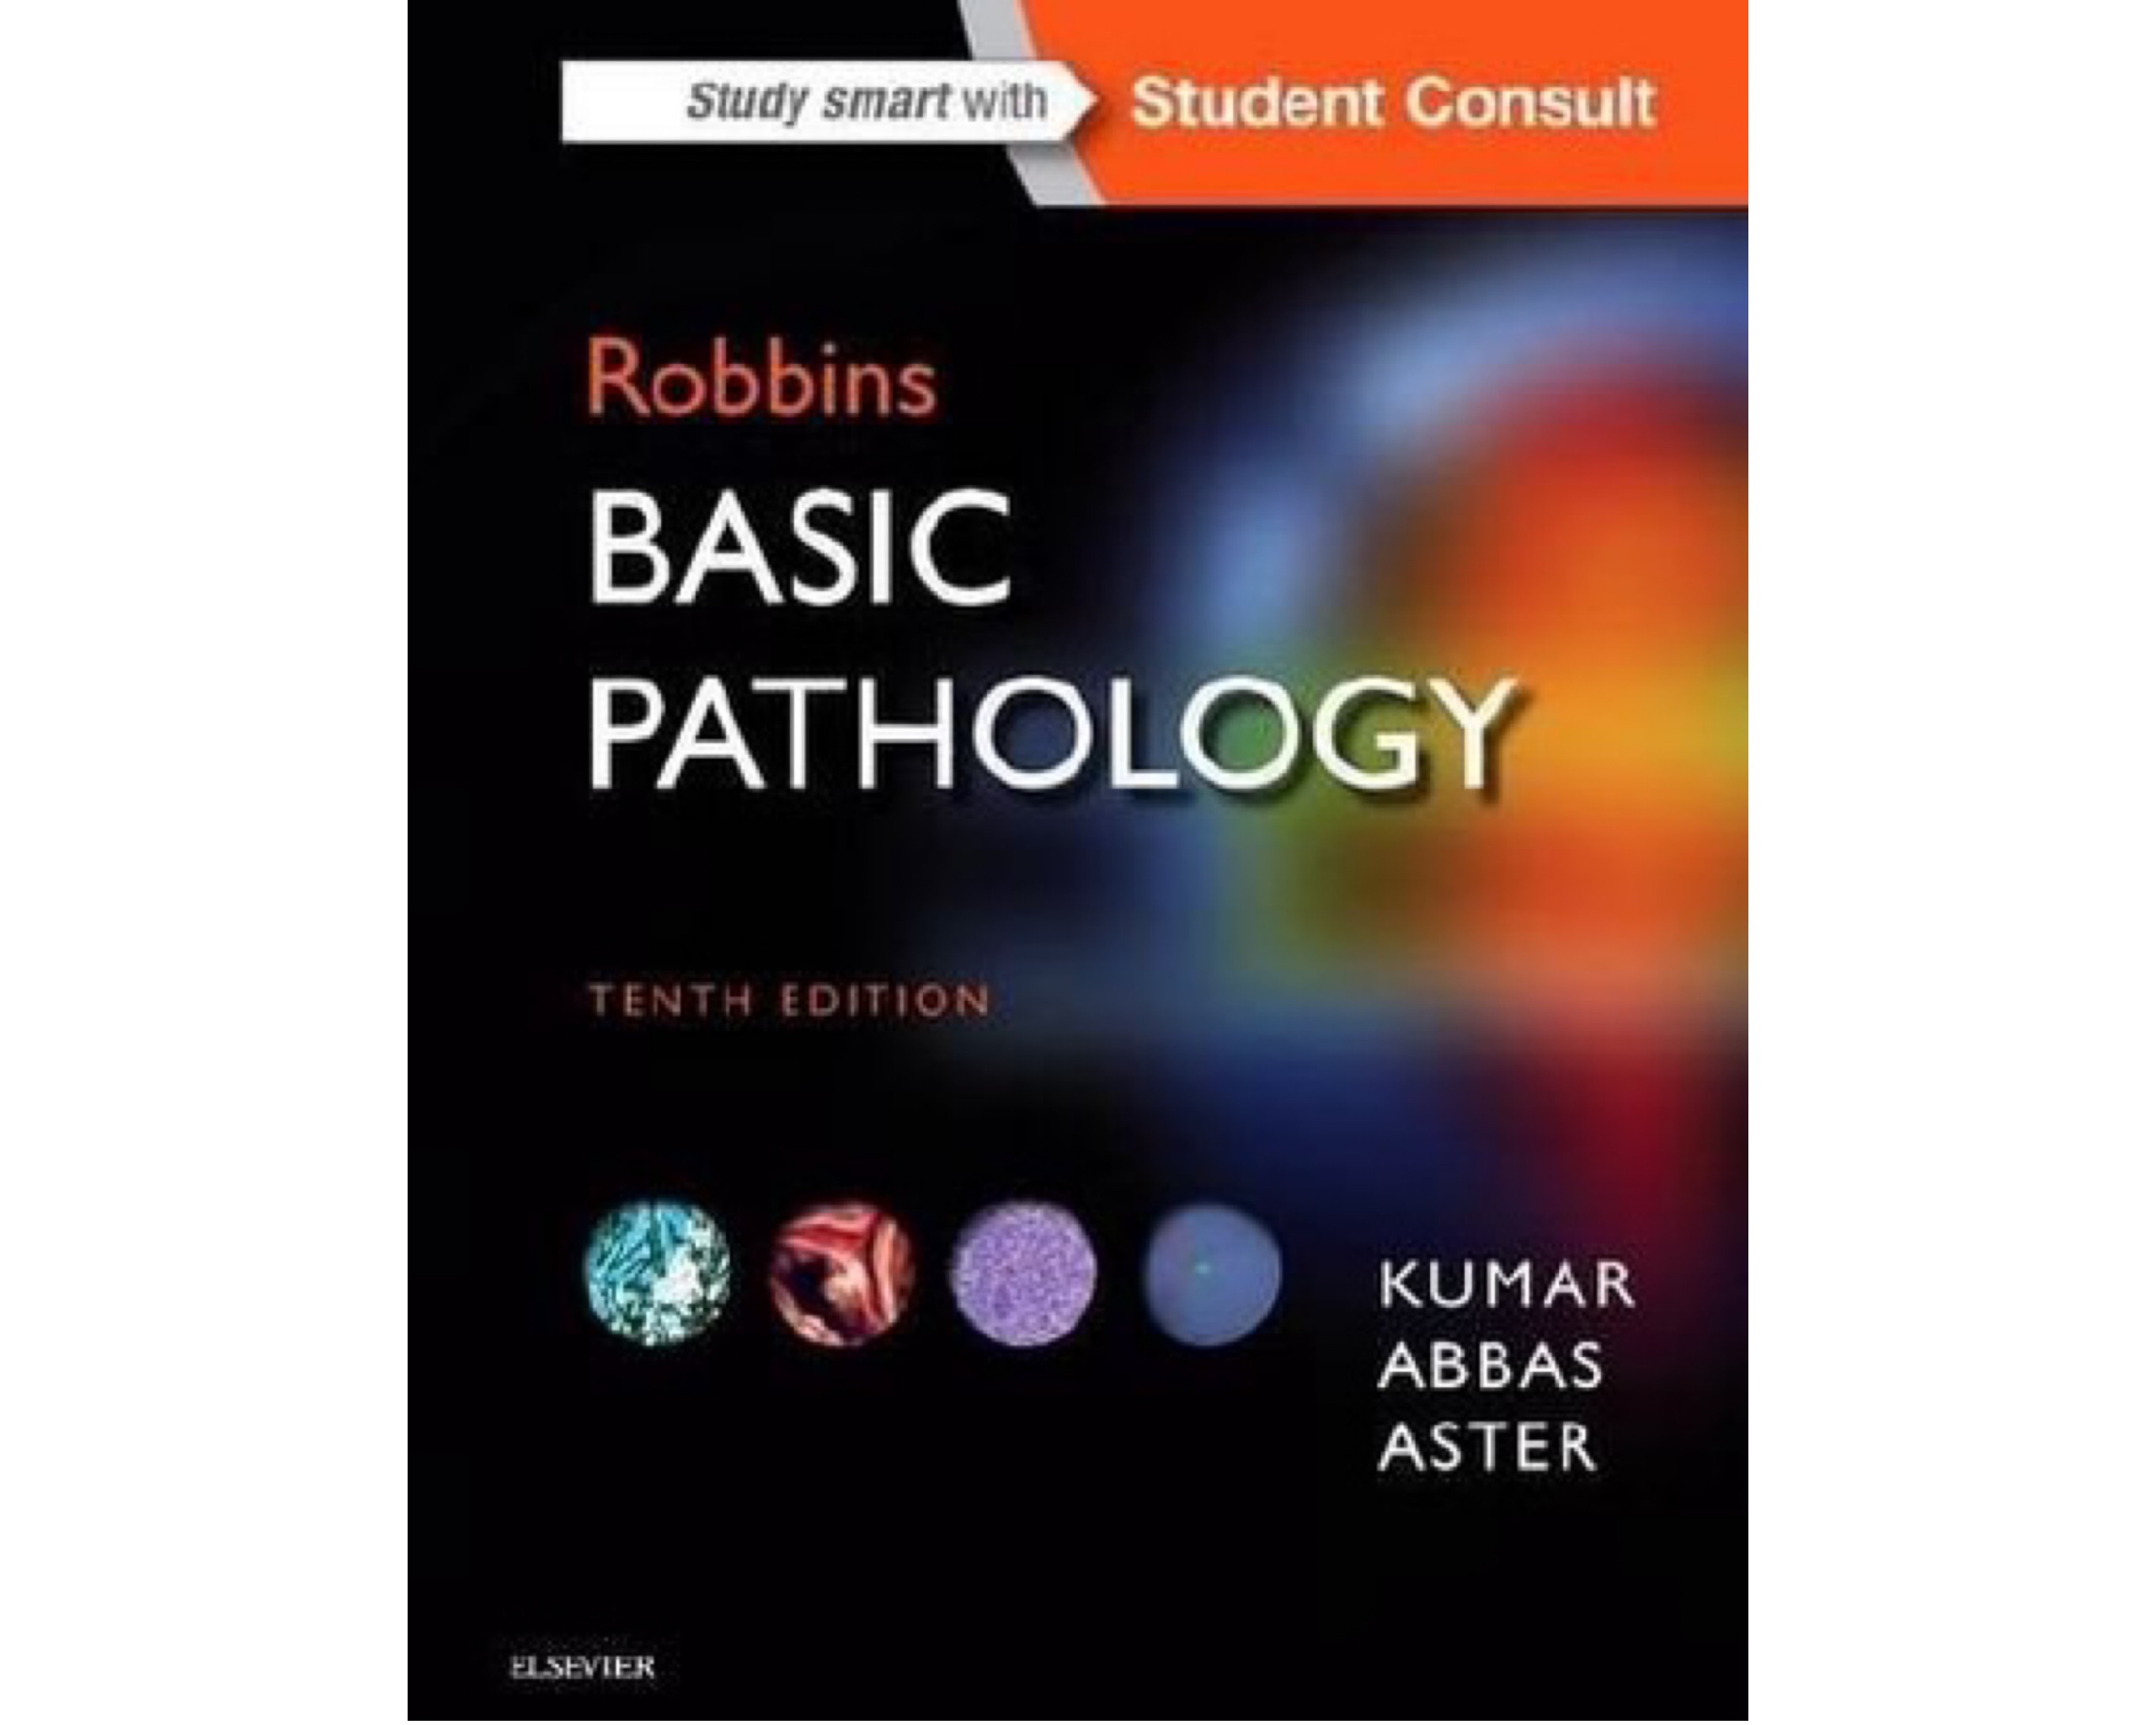 Study smart with Student Consult
Robbins
BASIC
PATHOLOGY
TENTH EDITION
KUMAR
ABBAS
ASTER
ELSEVIER